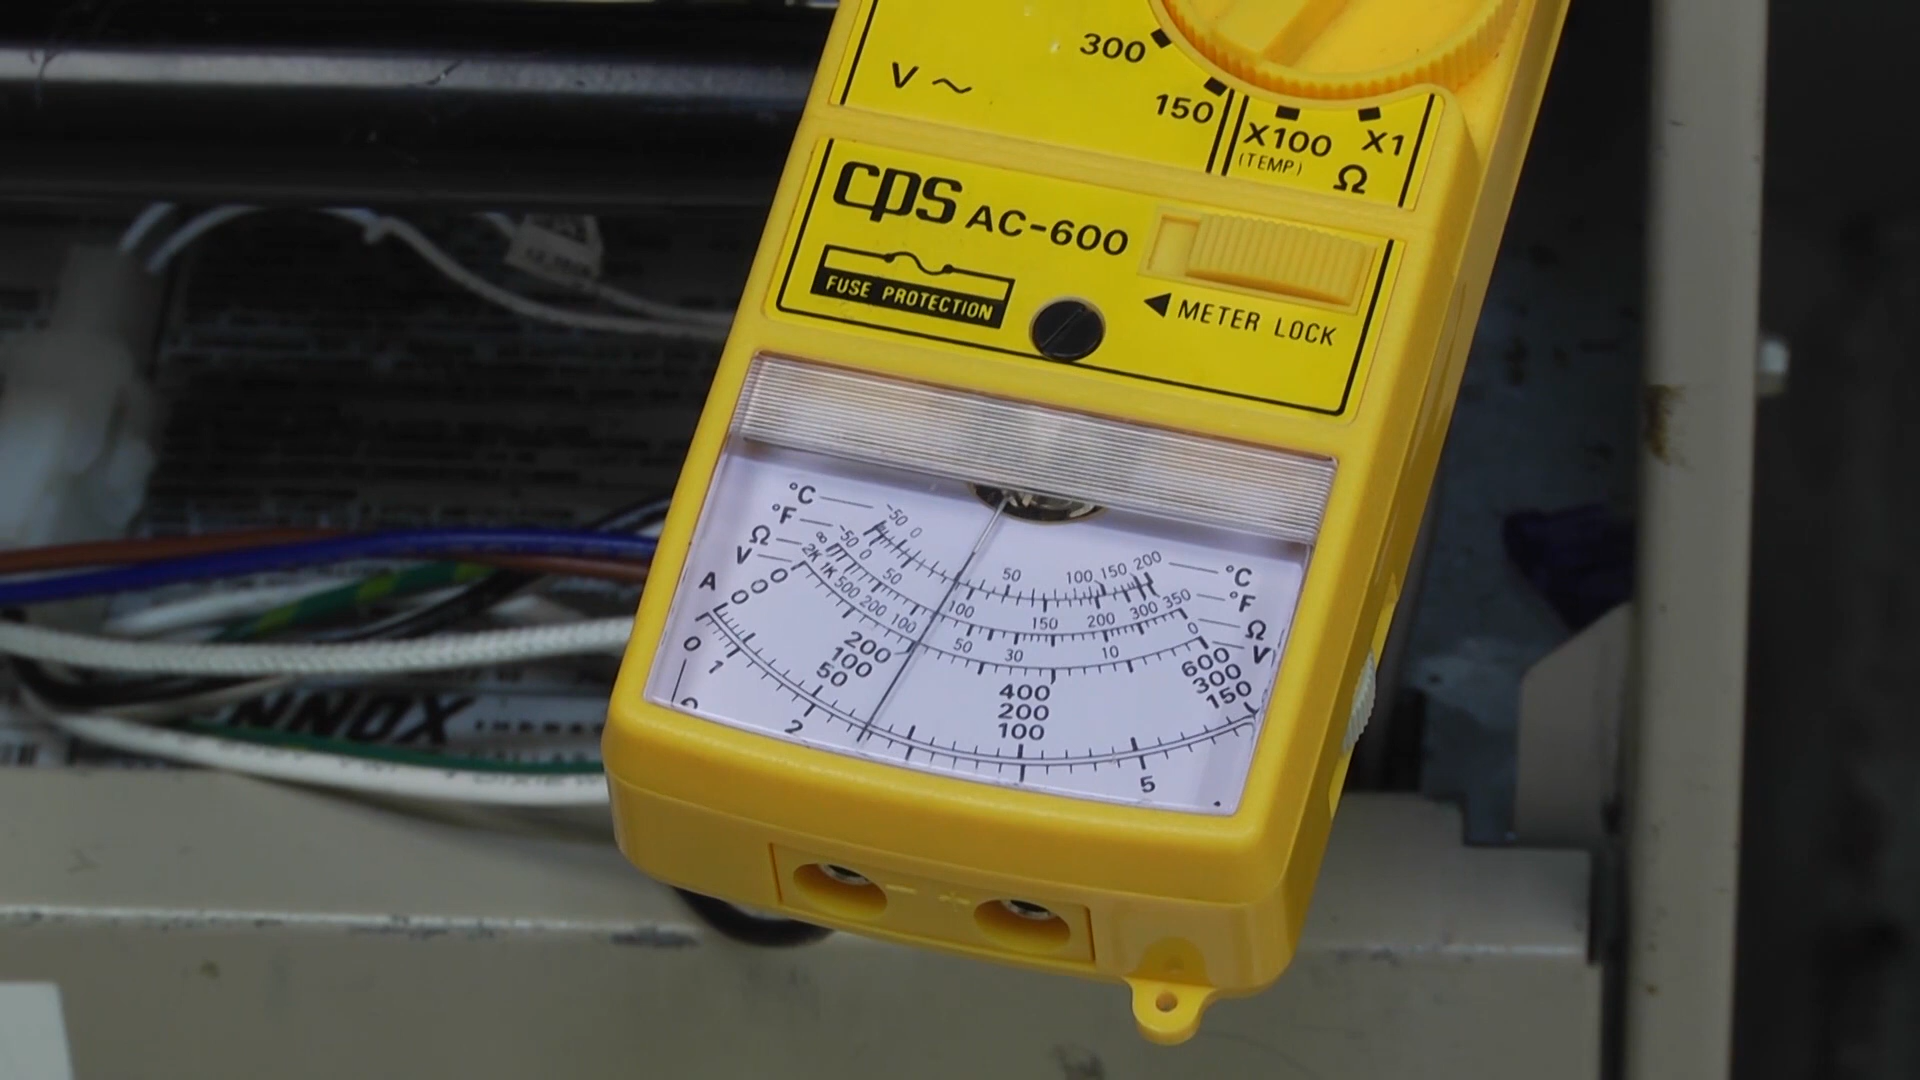 300
V ~
150
X100 X1
(TEMP)
Ω
cps AC-600
FUSE PROTECTION
◀ METER LOCK
°C -50 0 50 100 150 200 °C
°F -50 0 50 100 150 200 300 350 °F
Ω ∞ 2K 1K 500 200 100 50 30 10 0 Ω
V 0 200 400 600 V
0 100 200 300
0 50 100 150
A 0 1 2 5
- +
NNOX